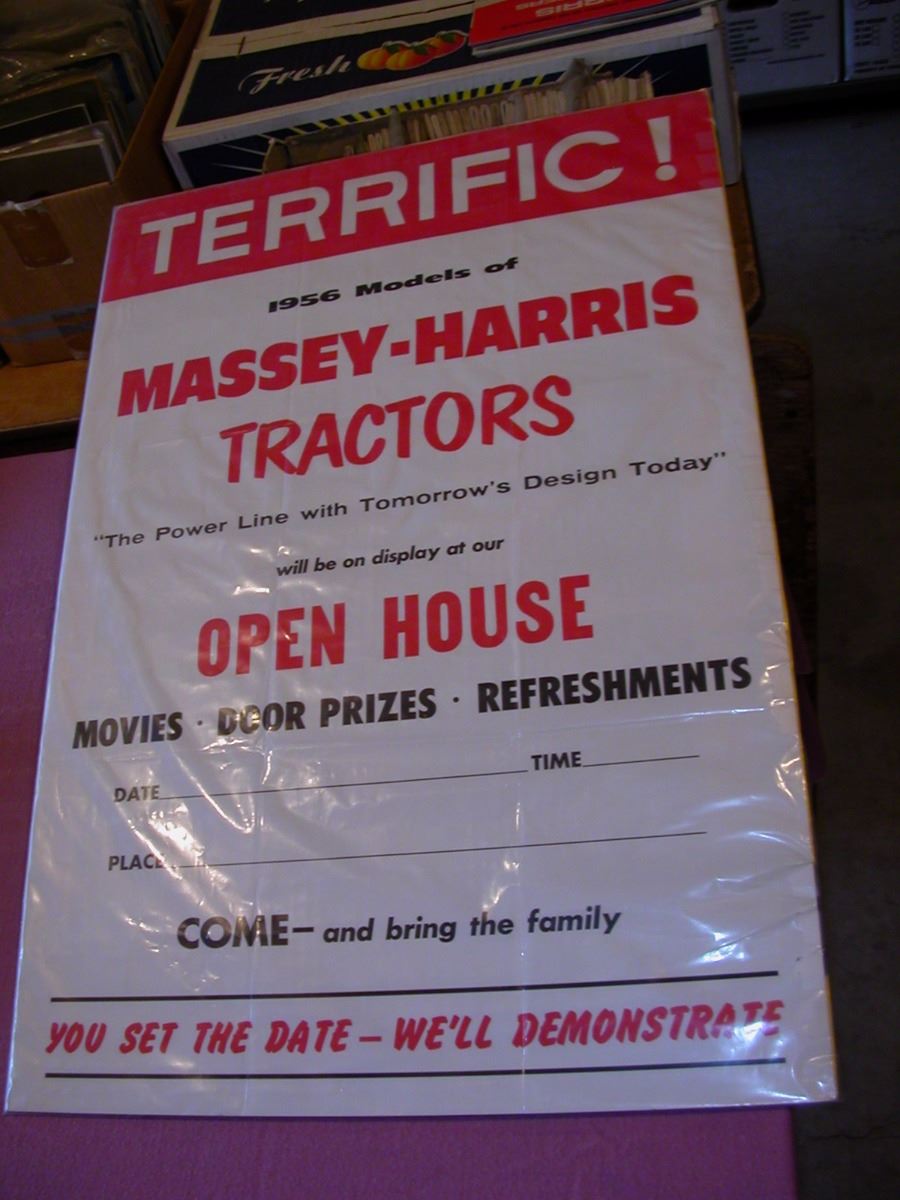 Fresh
TERRIFIC!
1956 Models of
MASSEY-HARRIS
TRACTORS
"The Power Line with Tomorrow's Design Today"
will be on display at our
OPEN HOUSE
MOVIES · DOOR PRIZES · REFRESHMENTS
DATE TIME
PLACE
COME— and bring the family
YOU SET THE DATE — WE'LL DEMONSTRATE